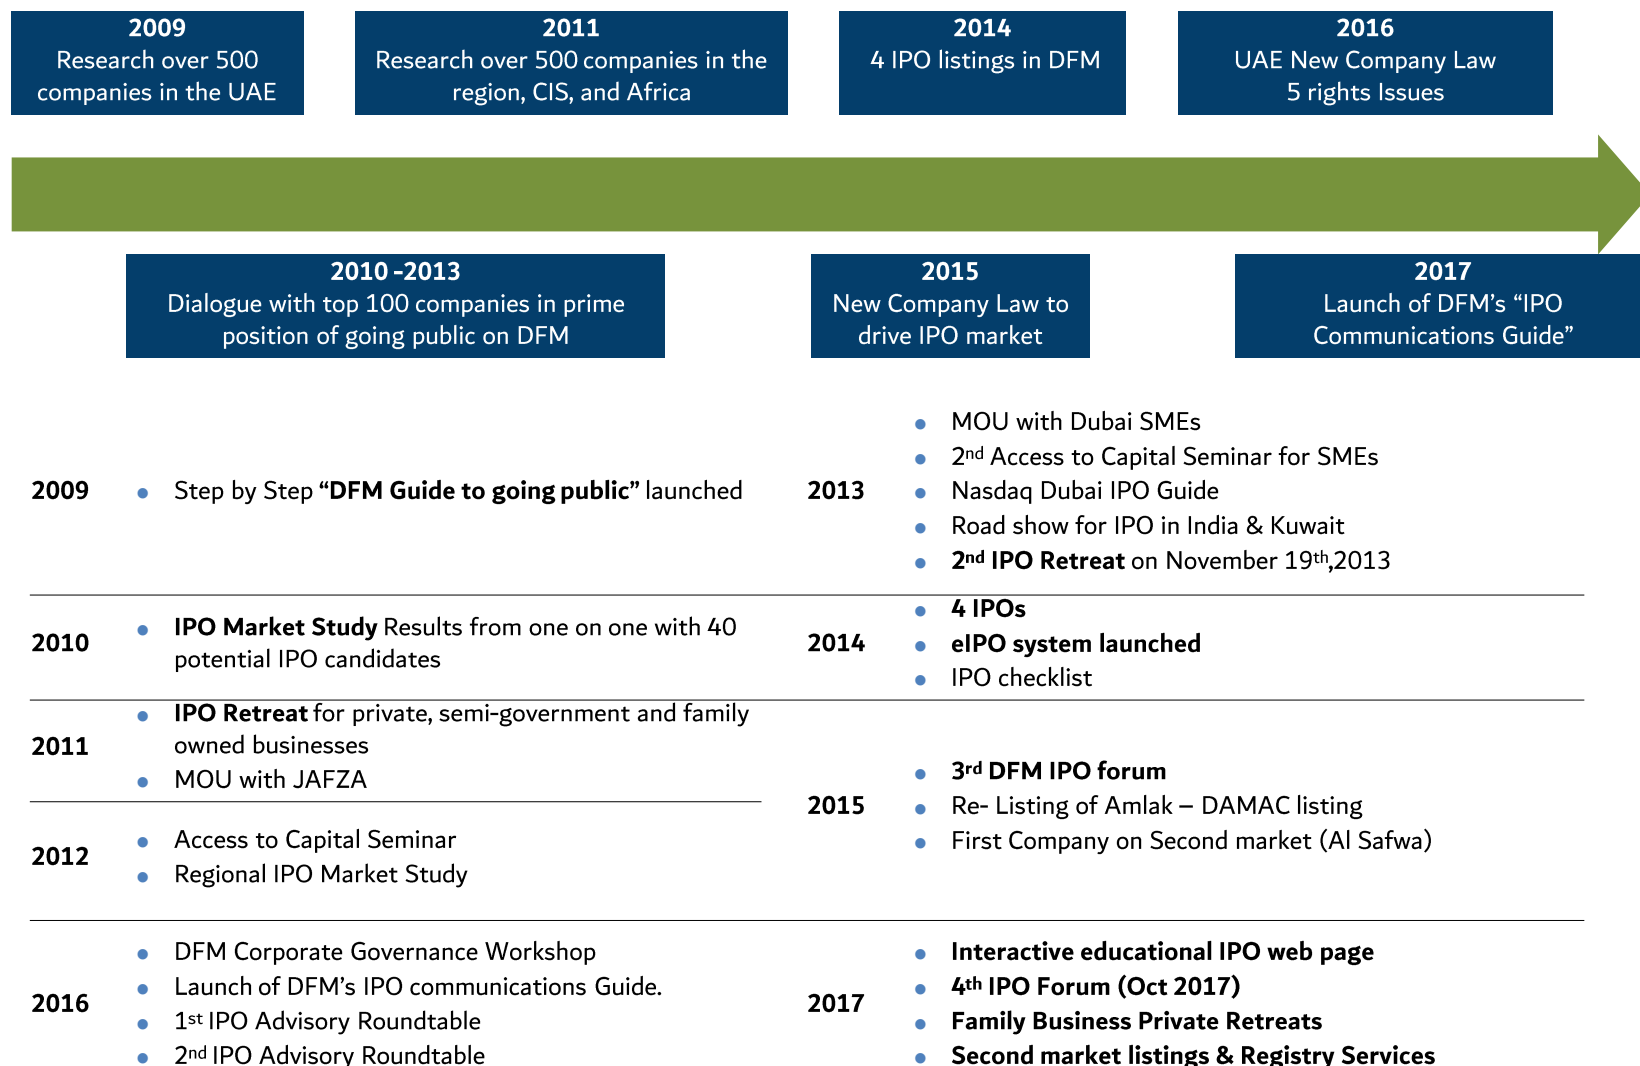 2009
Research over 500
companies in the UAE
2011
Research over 500 companies in the
region, CIS, and Africa
2014
4 IPO listings in DFM
2016
UAE New Company Law
5 rights Issues
2010 -2013
Dialogue with top 100 companies in prime
position of going public on DFM
2015
New Company Law to
drive IPO market
2017
Launch of DFM’s “IPO
Communications Guide”
2009
• Step by Step “DFM Guide to going public” launched
2010
• IPO Market Study Results from one on one with 40
potential IPO candidates
2011
• IPO Retreat for private, semi-government and family
owned businesses
• MOU with JAFZA
2012
• Access to Capital Seminar
• Regional IPO Market Study
2013
• MOU with Dubai SMEs
• 2nd Access to Capital Seminar for SMEs
• Nasdaq Dubai IPO Guide
• Road show for IPO in India & Kuwait
• 2nd IPO Retreat on November 19th,2013
2014
• 4 IPOs
• eIPO system launched
• IPO checklist
2015
• 3rd DFM IPO forum
• Re- Listing of Amlak – DAMAC listing
• First Company on Second market (Al Safwa)
2016
• DFM Corporate Governance Workshop
• Launch of DFM’s IPO communications Guide.
• 1st IPO Advisory Roundtable
• 2nd IPO Advisory Roundtable
2017
• Interactive educational IPO web page
• 4th IPO Forum (Oct 2017)
• Family Business Private Retreats
• Second market listings & Registry Services